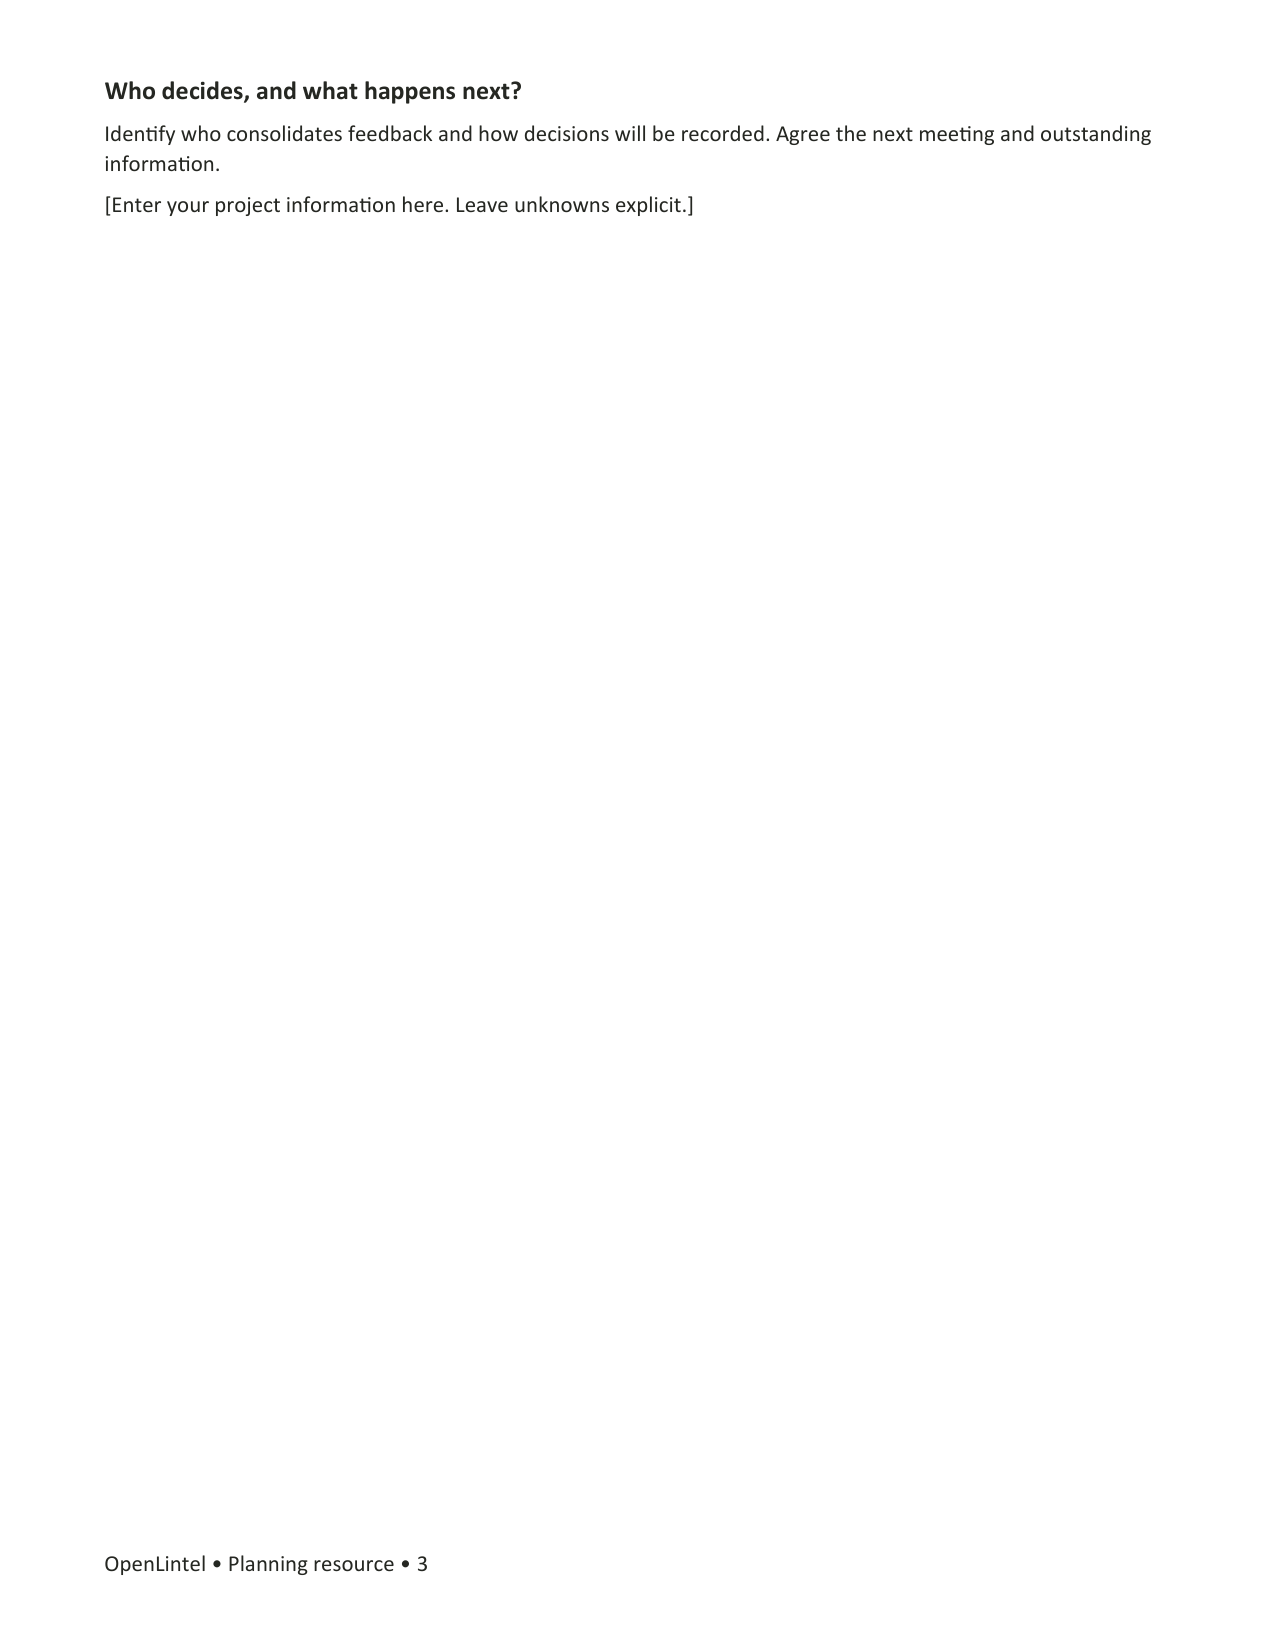 Who decides, and what happens next?
Identify who consolidates feedback and how decisions will be recorded. Agree the next meeting and outstanding
information.
[Enter your project information here. Leave unknowns explicit.]
OpenLintel • Planning resource • 3